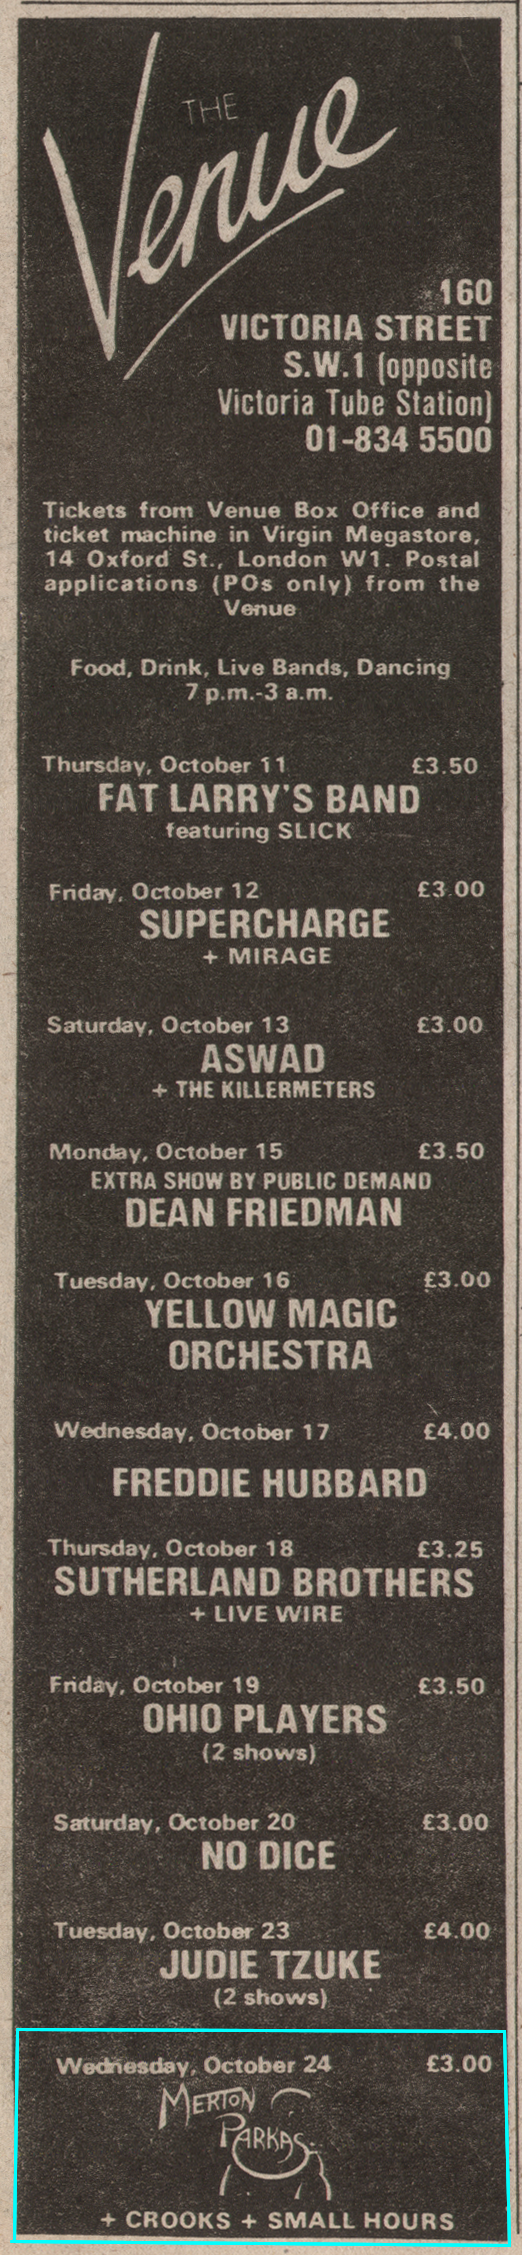 THE
Venue
160
VICTORIA STREET
S.W.1 (opposite
Victoria Tube Station)
01-834 5500
Tickets from Venue Box Office and
ticket machine in Virgin Megastore,
14 Oxford St., London W1. Postal
applications (POs only) from the
Venue
Food, Drink, Live Bands, Dancing
7 p.m.-3 a.m.
Thursday, October 11 £3.50
FAT LARRY'S BAND
featuring SLICK
Friday, October 12 £3.00
SUPERCHARGE
+ MIRAGE
Saturday, October 13 £3.00
ASWAD
+ THE KILLERMETERS
Monday, October 15 £3.50
EXTRA SHOW BY PUBLIC DEMAND
DEAN FRIEDMAN
Tuesday, October 16 £3.00
YELLOW MAGIC
ORCHESTRA
Wednesday, October 17 £4.00
FREDDIE HUBBARD
Thursday, October 18 £3.25
SUTHERLAND BROTHERS
+ LIVE WIRE
Friday, October 19 £3.50
OHIO PLAYERS
(2 shows)
Saturday, October 20 £3.00
NO DICE
Tuesday, October 23 £4.00
JUDIE TZUKE
(2 shows)
Wednesday, October 24 £3.00
MERTON
PARKAS
+ CROOKS + SMALL HOURS